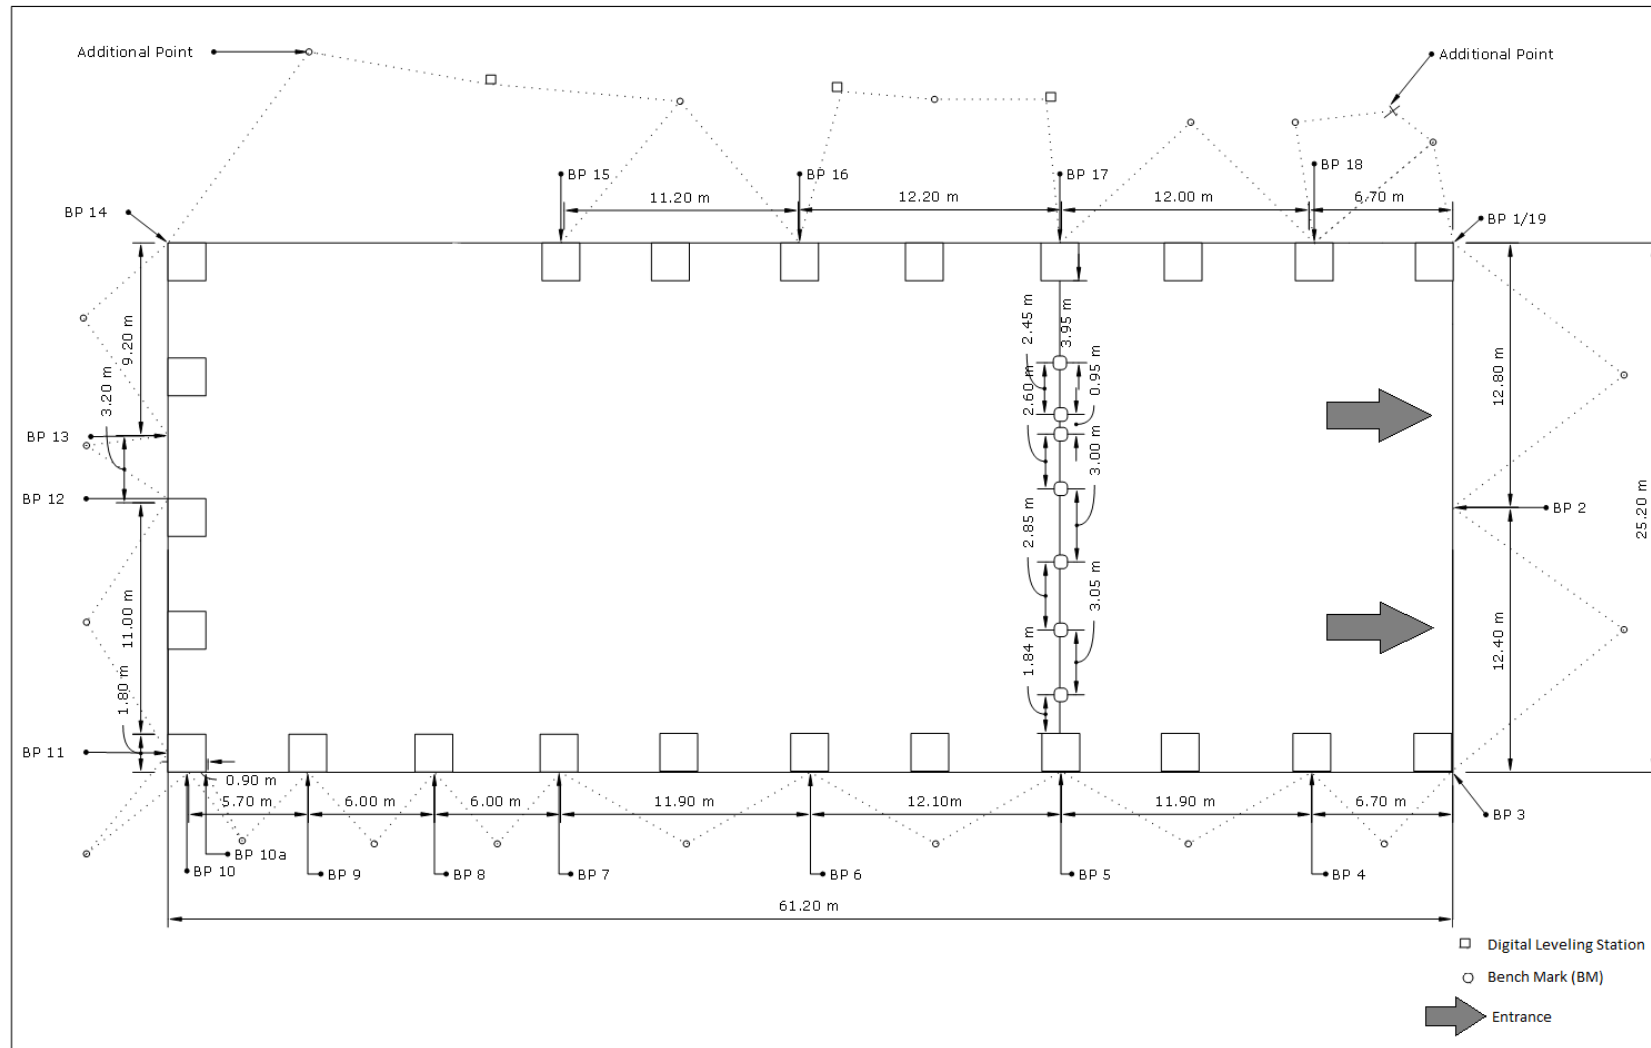 Additional Point
Additional Point
BP 15
BP 16
BP 17
BP 18
11.20 m
12.20 m
12.00 m
6.70 m
BP 14
BP 1/19
9.20 m
3.20 m
2.45 m
3.95 m
0.95 m
2.60 m
12.80 m
BP 13
3.00 m
BP 12
BP 2
2.85 m
25.20 m
11.00 m
3.05 m
1.84 m
12.40 m
1.80 m
BP 11
0.90 m
5.70 m
6.00 m
6.00 m
11.90 m
12.10m
11.90 m
6.70 m
BP 3
BP 10a
BP 10
BP 9
BP 8
BP 7
BP 6
BP 5
BP 4
61.20 m
Digital Leveling Station
Bench Mark (BM)
Entrance